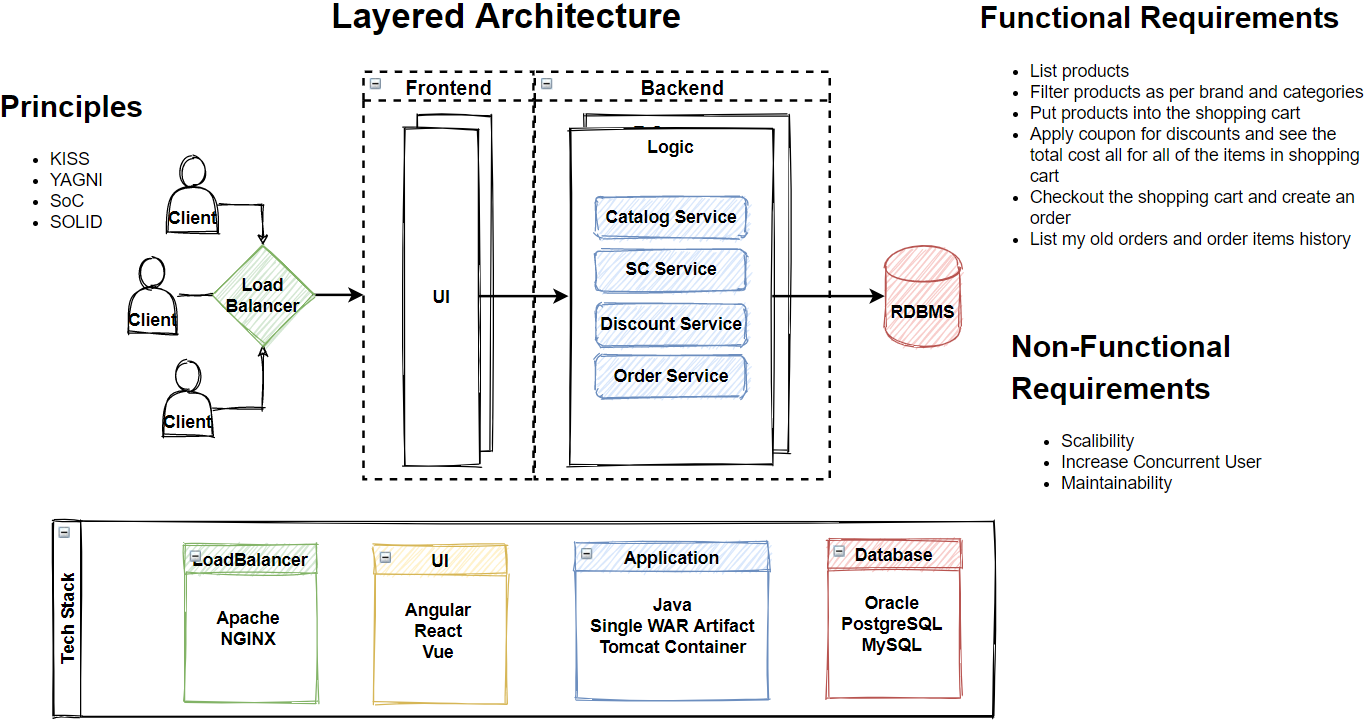 Layered Architecture
Functional Requirements
List products
Filter products as per brand and categories
Put products into the shopping cart
Apply coupon for discounts and see the
total cost all for all of the items in shopping
cart
Checkout the shopping cart and create an
order
List my old orders and order items history
Principles
KISS
YAGNI
SoC
SOLID
Client
Client
Client
Load
Balancer
Frontend
UI
Backend
Logic
Catalog Service
SC Service
Discount Service
Order Service
RDBMS
Non-Functional
Requirements
Scalibility
Increase Concurrent User
Maintainability
Tech Stack
LoadBalancer
Apache
NGINX
UI
Angular
React
Vue
Application
Java
Single WAR Artifact
Tomcat Container
Database
Oracle
PostgreSQL
MySQL